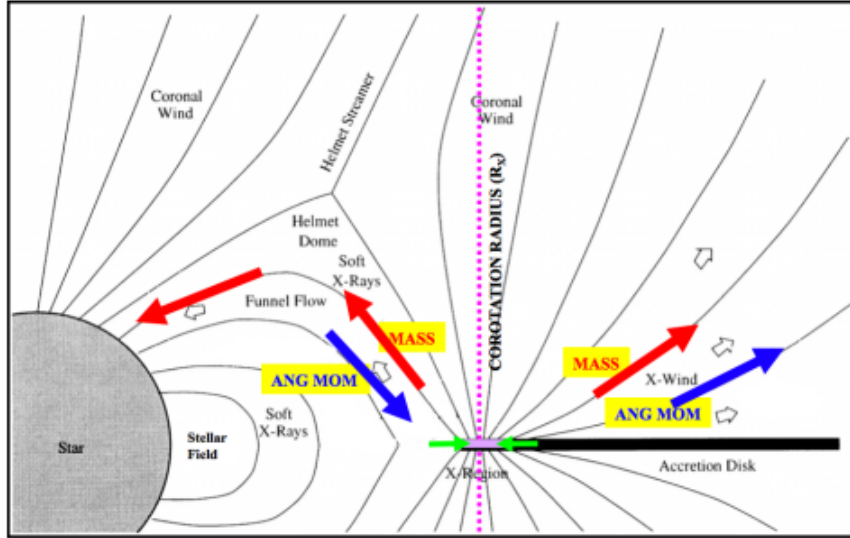 Coronal
Wind
Helmet Streamer
Coronal
Wind
COROTATION RADIUS (Rx)
Helmet
Dome
Soft
X-Rays
Funnel Flow
MASS
ANG MOM
MASS
X-Wind
ANG MOM
Soft
X-Rays
Stellar
Field
Star
X-Region
Accretion Disk